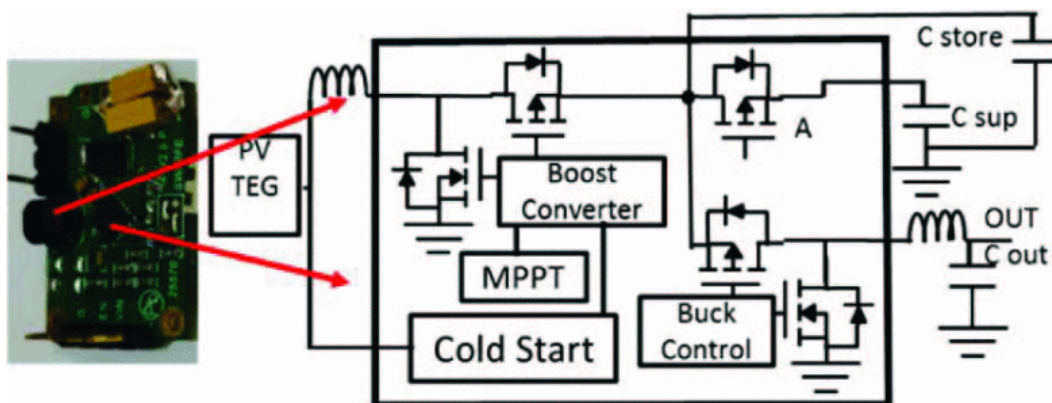 C store
PV
TEG
A
C sup
Boost
Converter
OUT
MPPT
C out
Cold Start
Buck
Control